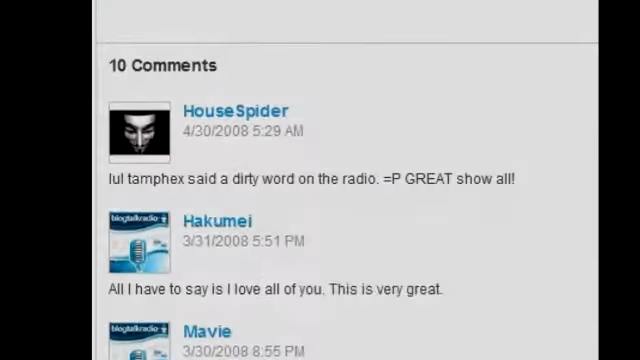 10 Comments
HouseSpider
4/30/2008 5:29 AM
lul tamphex said a dirty word on the radio. =P GREAT show all!
blogtalkradio
Hakumei
3/31/2008 5:51 PM
All I have to say is I love all of you. This is very great.
blogtalkradio
Mavie
3/30/2008 8:55 PM